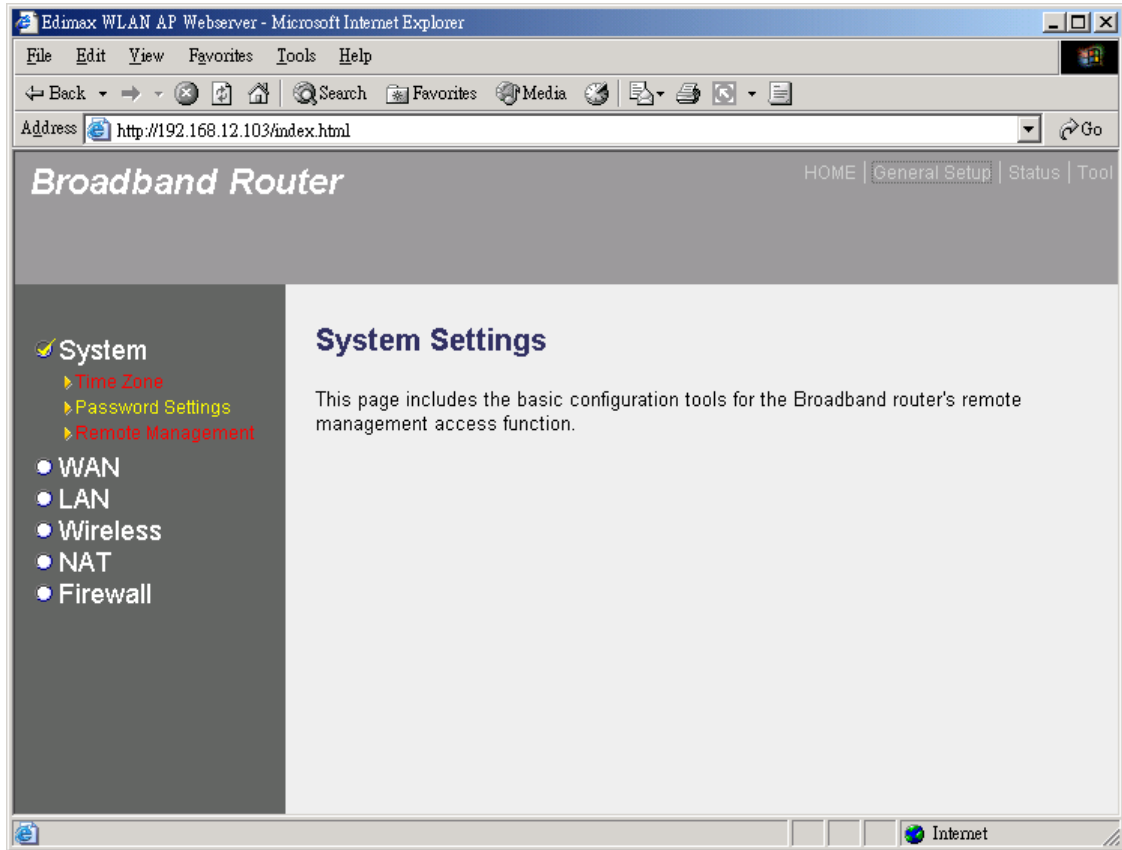 Edimax WLAN AP Webserver - Microsoft Internet Explorer
File Edit View Favorites Tools Help
Back Search Favorites Media
Address http://192.168.12.103/index.html Go
Broadband Router
HOME | General Setup | Status | Tool
System
Time Zone
Password Settings
Remote Management
WAN
LAN
Wireless
NAT
Firewall
System Settings
This page includes the basic configuration tools for the Broadband router's remote
management access function.
Internet